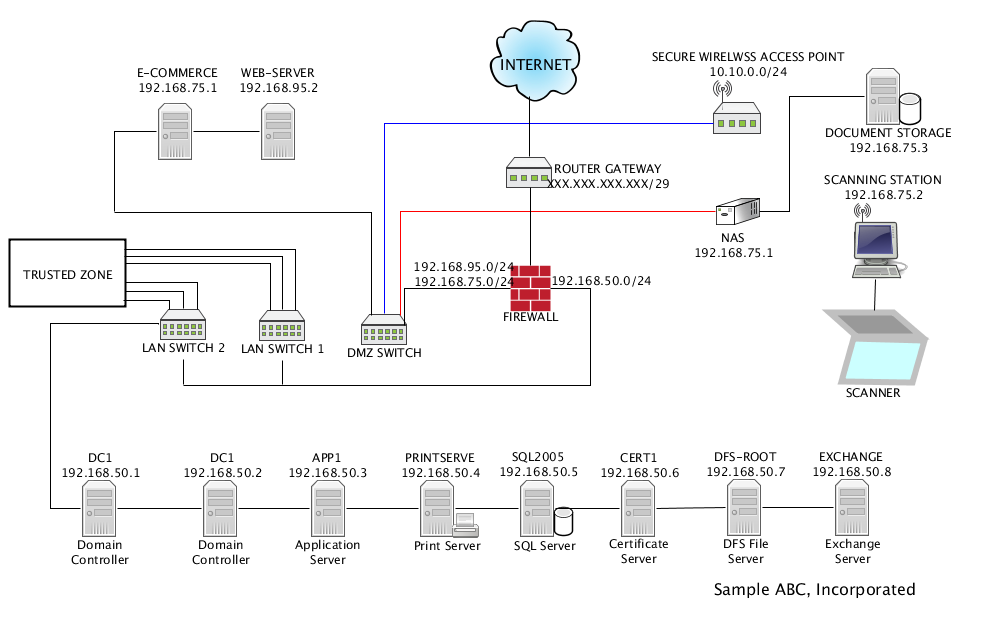 INTERNET
SECURE WIRELWSS ACCESS POINT
10.10.0.0/24
E-COMMERCE
192.168.75.1
WEB-SERVER
192.168.95.2
DOCUMENT STORAGE
192.168.75.3
ROUTER GATEWAY
XXX.XXX.XXX.XXX/29
SCANNING STATION
192.168.75.2
NAS
192.168.75.1
TRUSTED ZONE
192.168.95.0/24
192.168.75.0/24
192.168.50.0/24
FIREWALL
LAN SWITCH 2
LAN SWITCH 1
DMZ SWITCH
SCANNER
DC1
192.168.50.1
Domain
Controller
DC1
192.168.50.2
Domain
Controller
APP1
192.168.50.3
Application
Server
PRINTSERVE
192.168.50.4
Print Server
SQL2005
192.168.50.5
SQL Server
CERT1
192.168.50.6
Certificate
Server
DFS-ROOT
192.168.50.7
DFS File
Server
EXCHANGE
192.168.50.8
Exchange
Server
Sample ABC, Incorporated